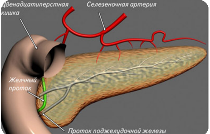 Двенадцатиперстная
кишка
Селезеночная артерия
Желчный
проток
Проток поджелудочной железы